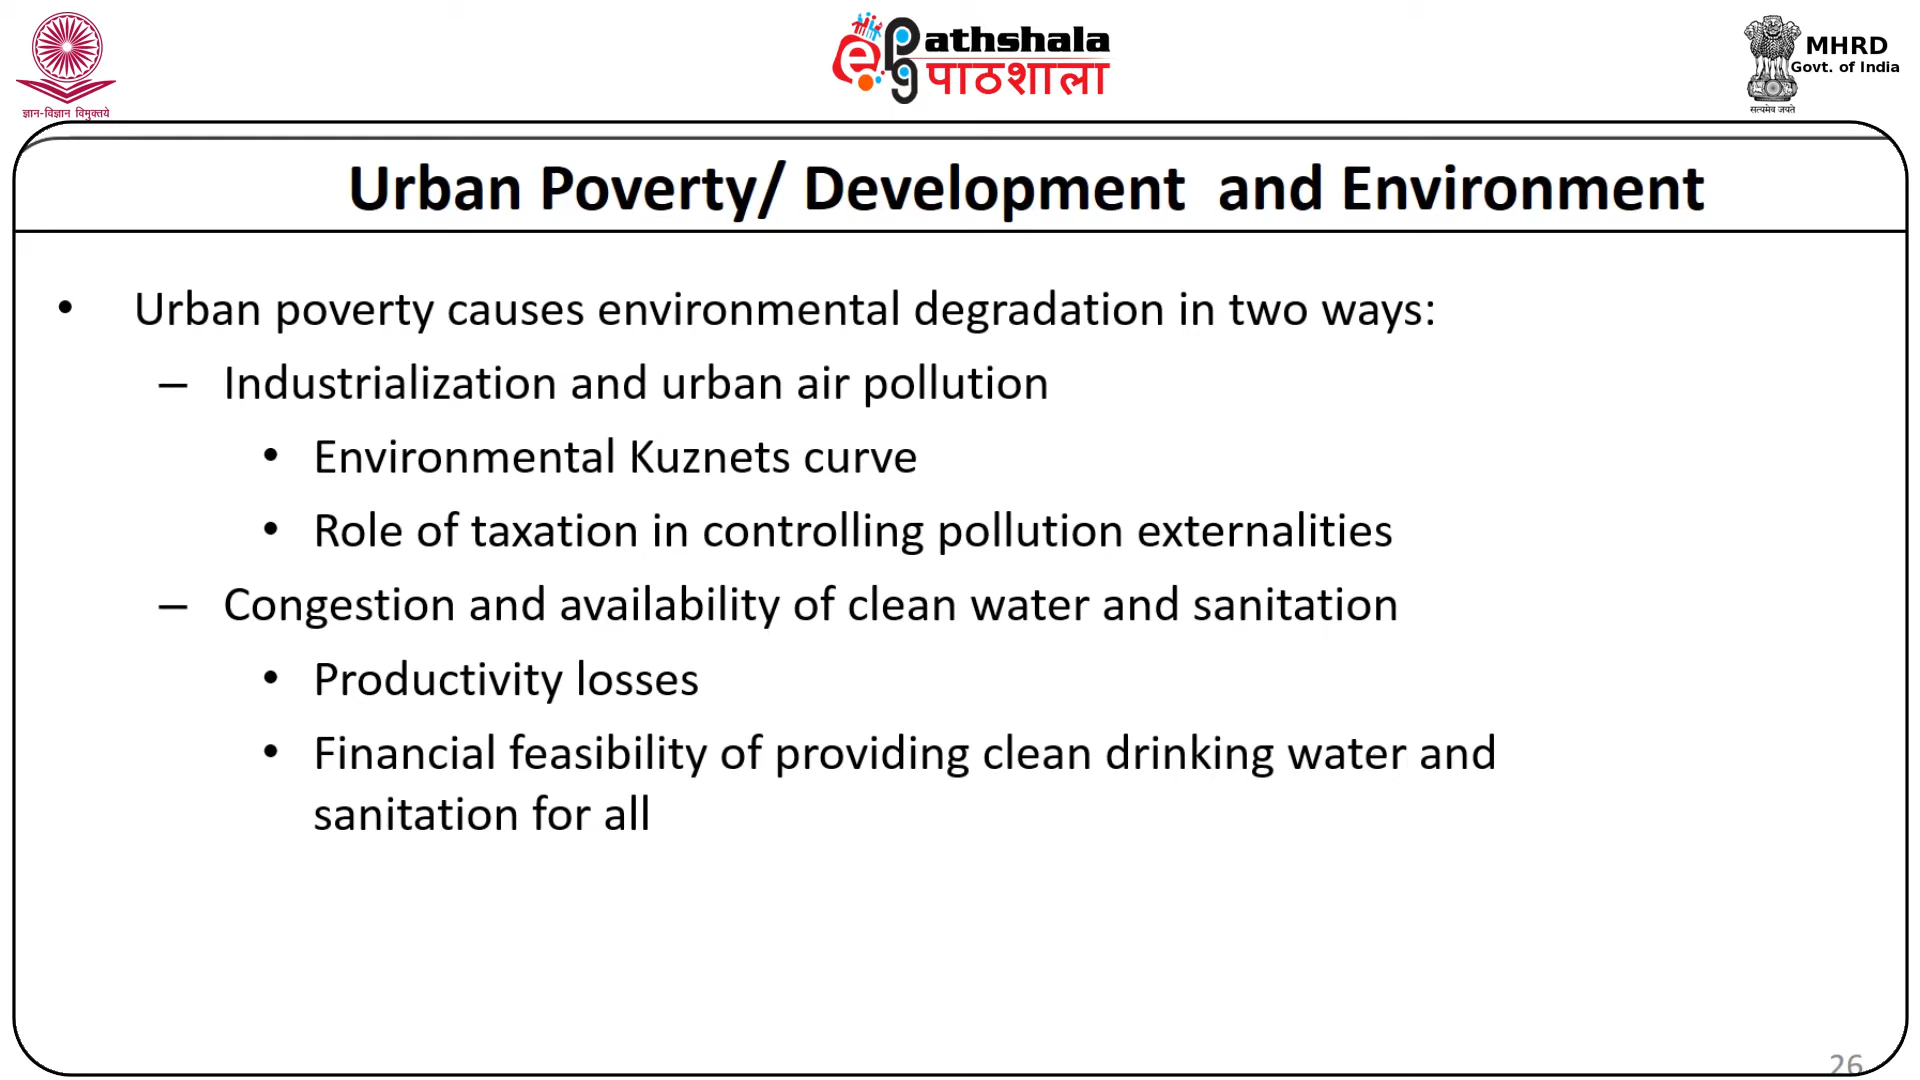 ज्ञान-विज्ञान विमुक्तये
e
Pg
athshala
पाठशाला
MHRD
Govt. of India
सत्यमेव जयते
Urban Poverty/ Development and Environment
• Urban poverty causes environmental degradation in two ways:
– Industrialization and urban air pollution
• Environmental Kuznets curve
• Role of taxation in controlling pollution externalities
– Congestion and availability of clean water and sanitation
• Productivity losses
• Financial feasibility of providing clean drinking water and
sanitation for all
26